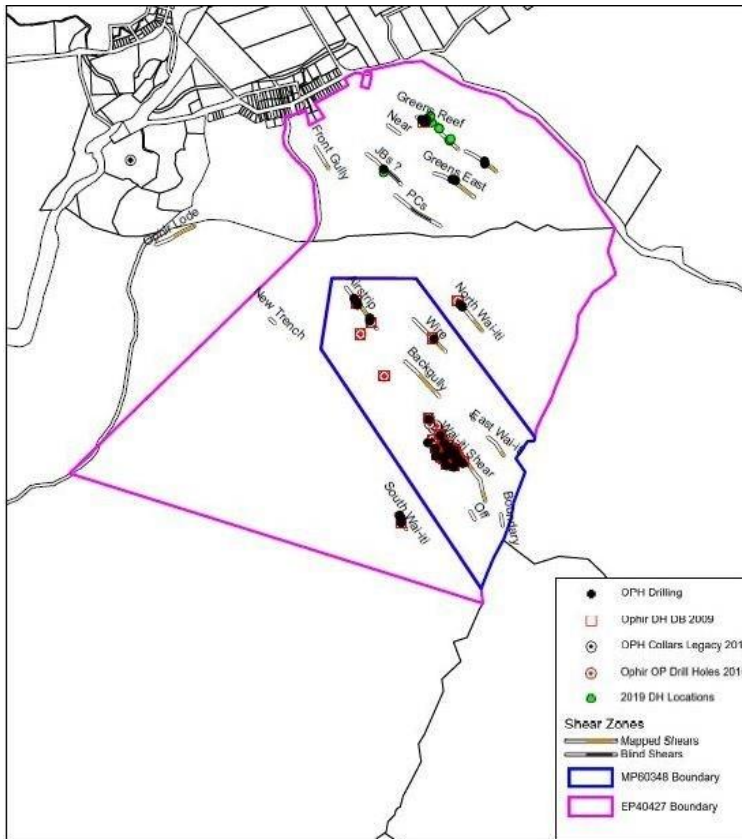 Greens Reef
Near
Front Gully
JBs ?
Greens East
PCs
Ophir Lode
New Trench
Airstrip
North Wai-iti
Wire
Backgully
East Wai-iti
Wai-iti Shear
Off
Boundary
South Wai-iti
OPH Drilling
Ophir DH DB 2009
OPH Collars Legacy 201
Ophir OP Drill Holes 201
2019 DH Locations
Shear Zones
Mapped Shears
Blind Shears
MP60348 Boundary
EP40427 Boundary